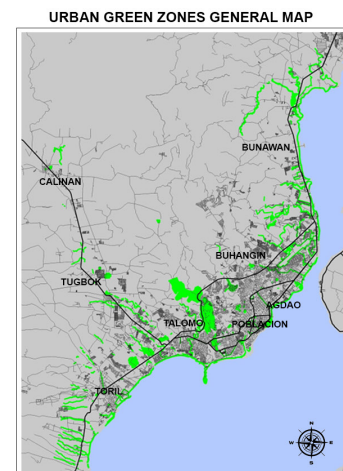 URBAN GREEN ZONES GENERAL MAP
BUNAWAN
CALINAN
BUHANGIN
TUGBOK
AGDAO
TALOMO
POBLACION
TORIL
N
W
E
S